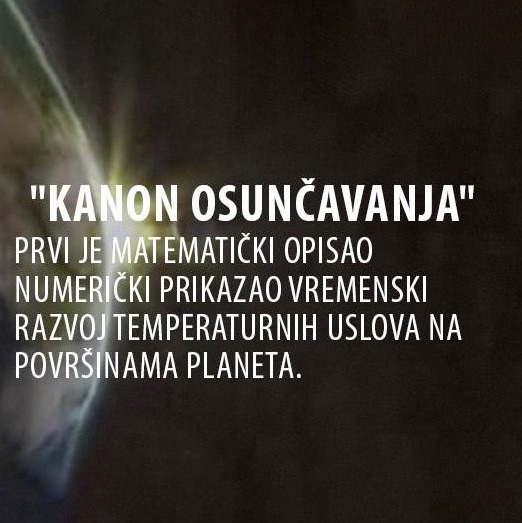 "KANON OSUNČAVANJA"
PRVI JE MATEMATIČKI OPISAO
NUMERIČKI PRIKAZAO VREMENSKI
RAZVOJ TEMPERATURNIH USLOVA NA
POVRŠINAMA PLANETA.